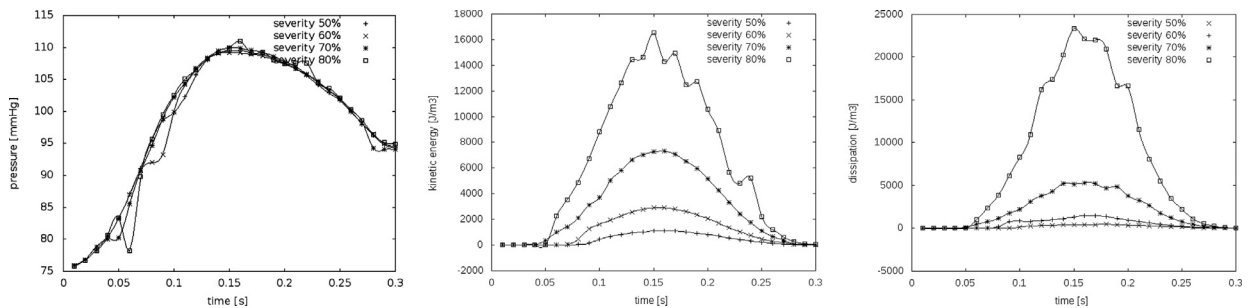 115
110
105
100
95
90
85
80
75
0
0.05
0.1
0.15
0.2
0.25
0.3
pressure [mmHg]
time [s]
severity 50%
severity 60%
severity 70%
severity 80%
18000
16000
14000
12000
10000
8000
6000
4000
2000
0
-2000
0
0.05
0.1
0.15
0.2
0.25
0.3
kinetic energy [J/m3]
time [s]
severity 50%
severity 60%
severity 70%
severity 80%
25000
20000
15000
10000
5000
0
-5000
0
0.05
0.1
0.15
0.2
0.25
0.3
dissipation [J/m3]
time [s]
severity 50%
severity 60%
severity 70%
severity 80%